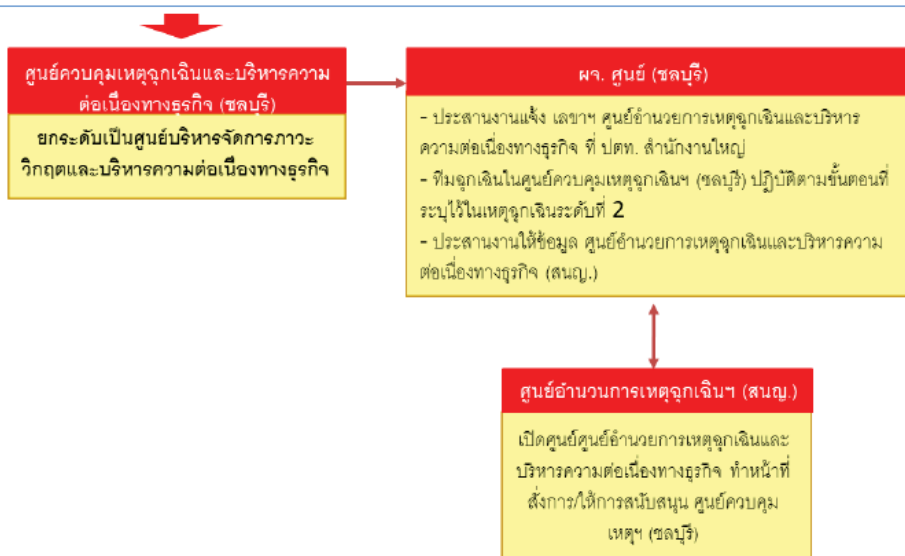 ศูนย์ควบคุมเหตุฉุกเฉินและบริหารความ
ต่อเนื่องทางธุรกิจ (ชลบุรี)
ยกระดับเป็นศูนย์บริหารจัดการภาวะ
วิกฤตและบริหารความต่อเนื่องทางธุรกิจ
ผจ. ศูนย์ (ชลบุรี)
- ประสานงานแจ้ง เลขาฯ ศูนย์อำนวยการเหตุฉุกเฉินและบริหาร
ความต่อเนื่องทางธุรกิจ ที่ ปตท. สำนักงานใหญ่
- ทีมฉุกเฉินในศูนย์ควบคุมเหตุฉุกเฉินฯ (ชลบุรี) ปฏิบัติตามขั้นตอนที่
ระบุไว้ในเหตุฉุกเฉินระดับที่ 2
- ประสานงานให้ข้อมูล ศูนย์อำนวยการเหตุฉุกเฉินและบริหารความ
ต่อเนื่องทางธุรกิจ (สนญ.)
ศูนย์อำนวนการเหตุฉุกเฉินฯ (สนญ.)
เปิดศูนย์ศูนย์อำนวยการเหตุฉุกเฉินและ
บริหารความต่อเนื่องทางธุรกิจ ทำหน้าที่
สั่งการ/ให้การสนับสนุน ศูนย์ควบคุม
เหตุฯ (ชลบุรี)